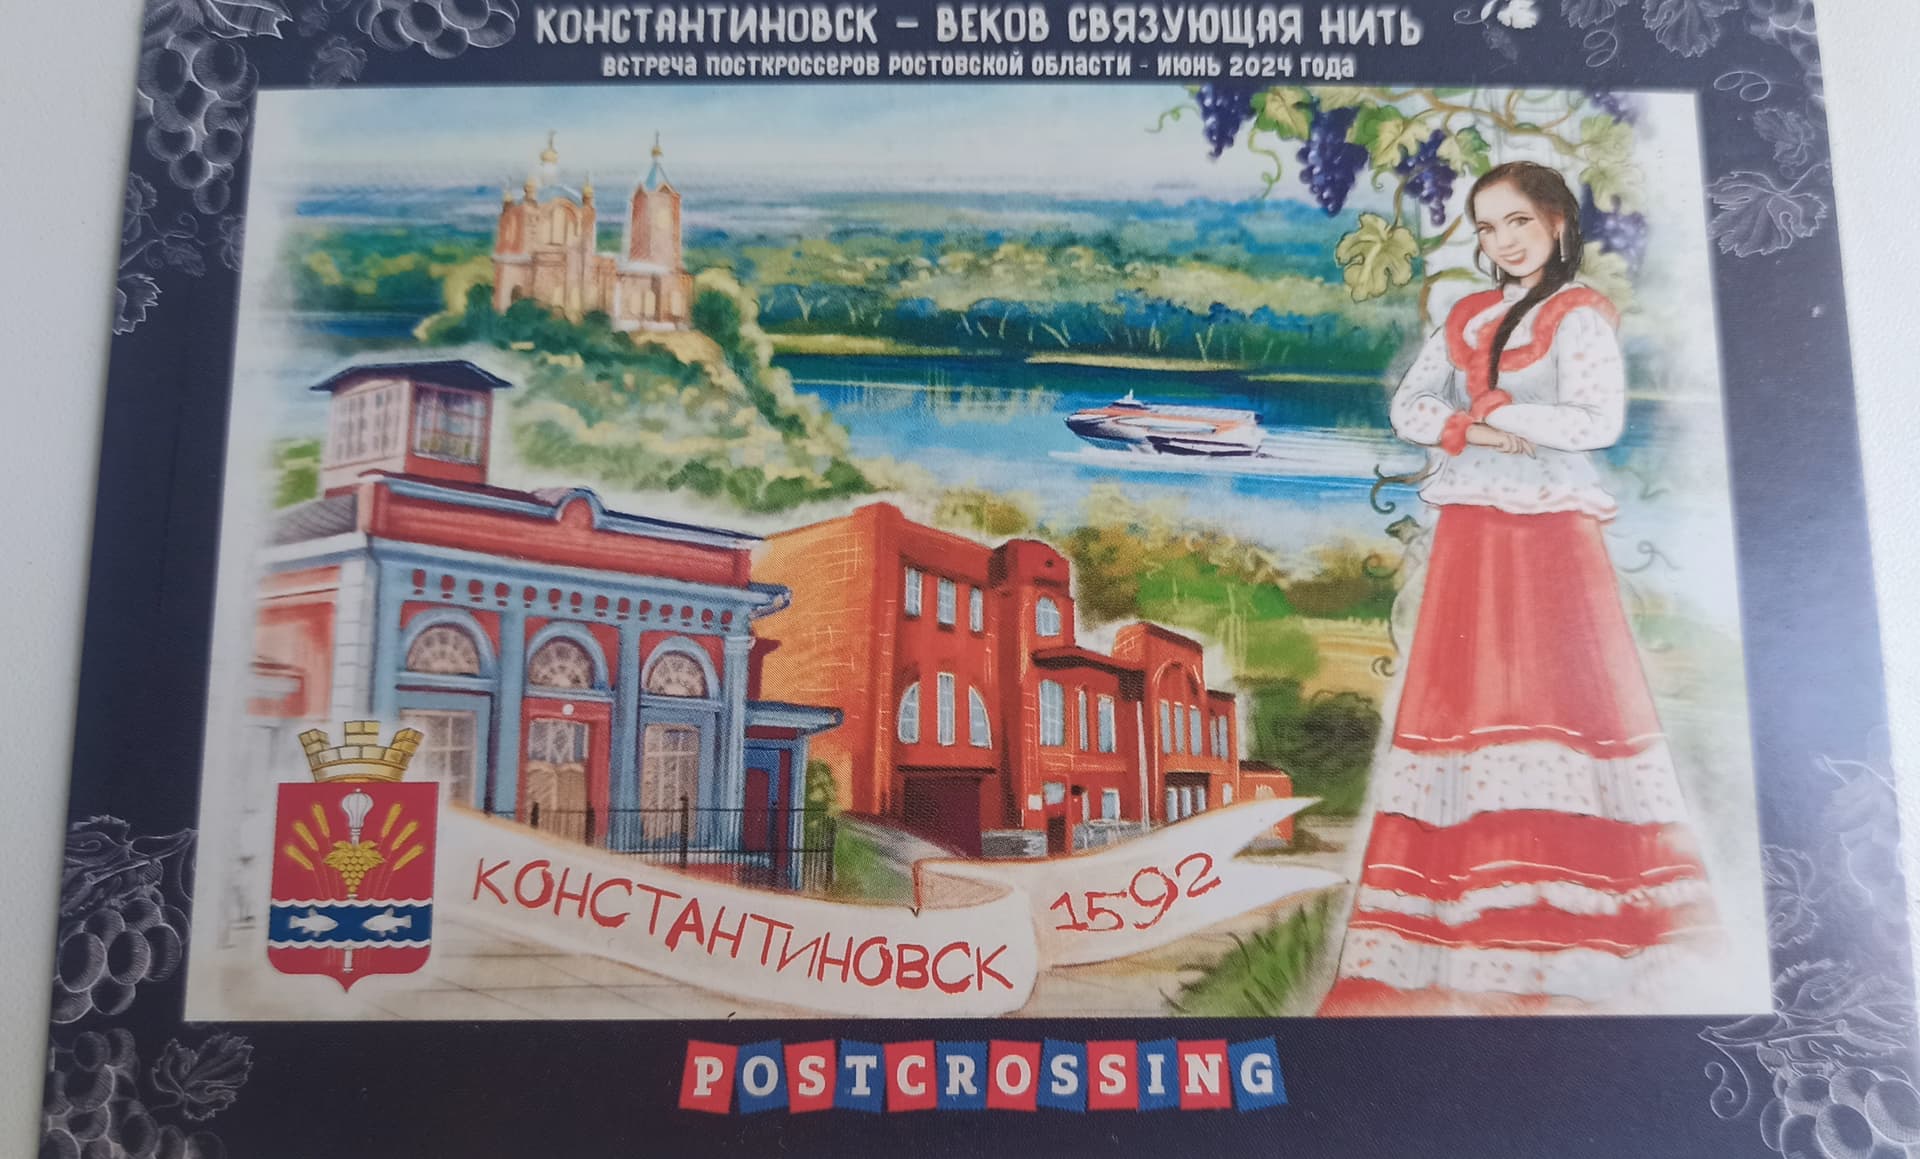 КОНСТАНТИНОВСК – ВЕКОВ СВЯЗУЮЩАЯ НИТЬ
ВСТРЕЧА ПОСТКРОССЕРОВ РОСТОВСКОЙ ОБЛАСТИ - ИЮНЬ 2024 ГОДА
КОНСТАНТИНОВСК 1592
POSTCROSSING